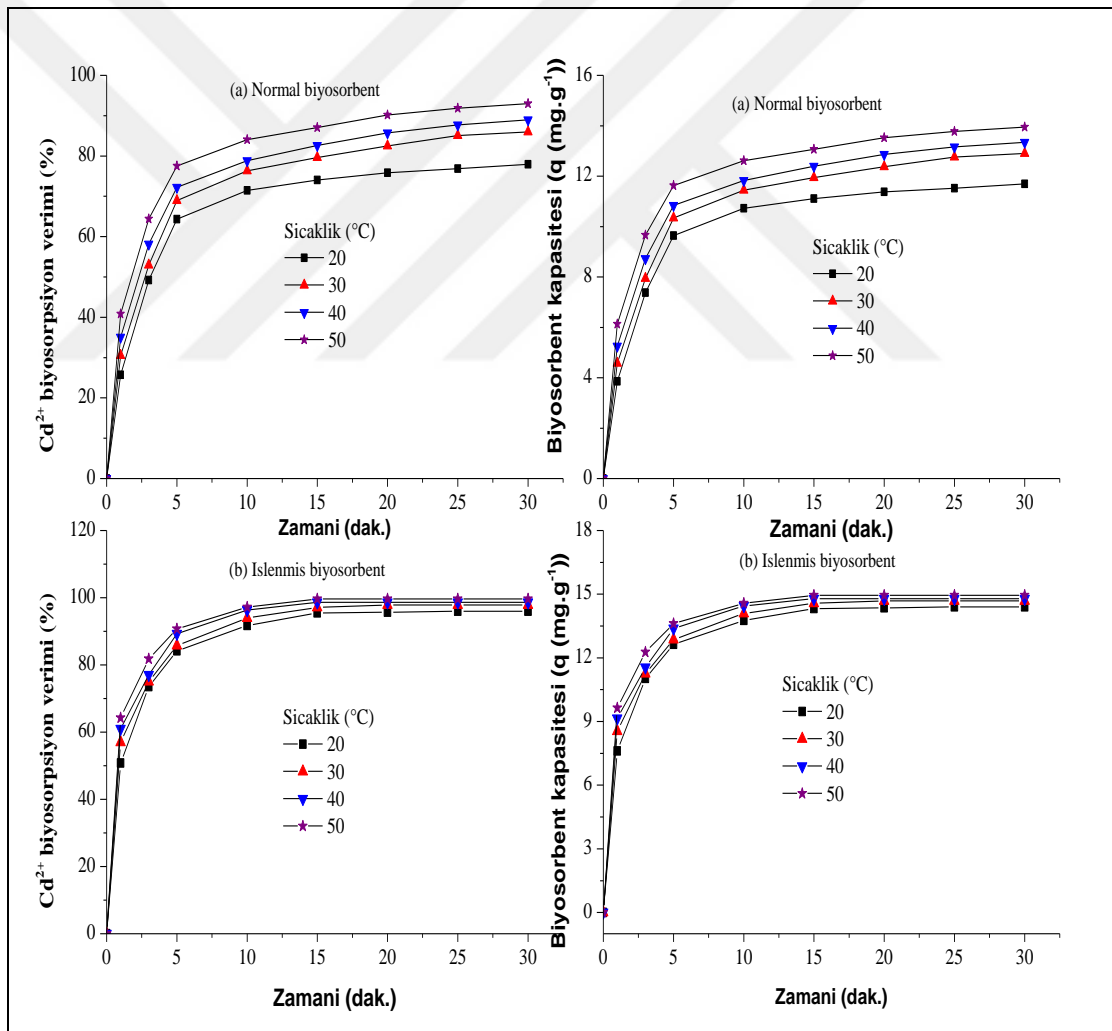 (a) Normal biyosorbent
Cd²⁺ biyosorpsiyon verimi (%)
100
80
60
40
20
0
Sicaklik (°C)
20
30
40
50
0 5 10 15 20 25 30
Zamani (dak.)
(a) Normal biyosorbent
Biyosorbent kapasitesi (q (mg.g⁻¹))
16
12
8
4
0
Sicaklik (°C)
20
30
40
50
0 5 10 15 20 25 30
Zamani (dak.)
(b) Islenmis biyosorbent
Cd²⁺ biyosorpsiyon verimi (%)
120
100
80
60
40
20
0
Sicaklik (°C)
20
30
40
50
0 5 10 15 20 25 30
Zamani (dak.)
(b) Islenmis biyosorbent
Biyosorbent kapasitesi (q (mg.g⁻¹))
18
15
12
9
6
3
0
Sicaklik (°C)
20
30
40
50
0 5 10 15 20 25 30
Zamani (dak.)